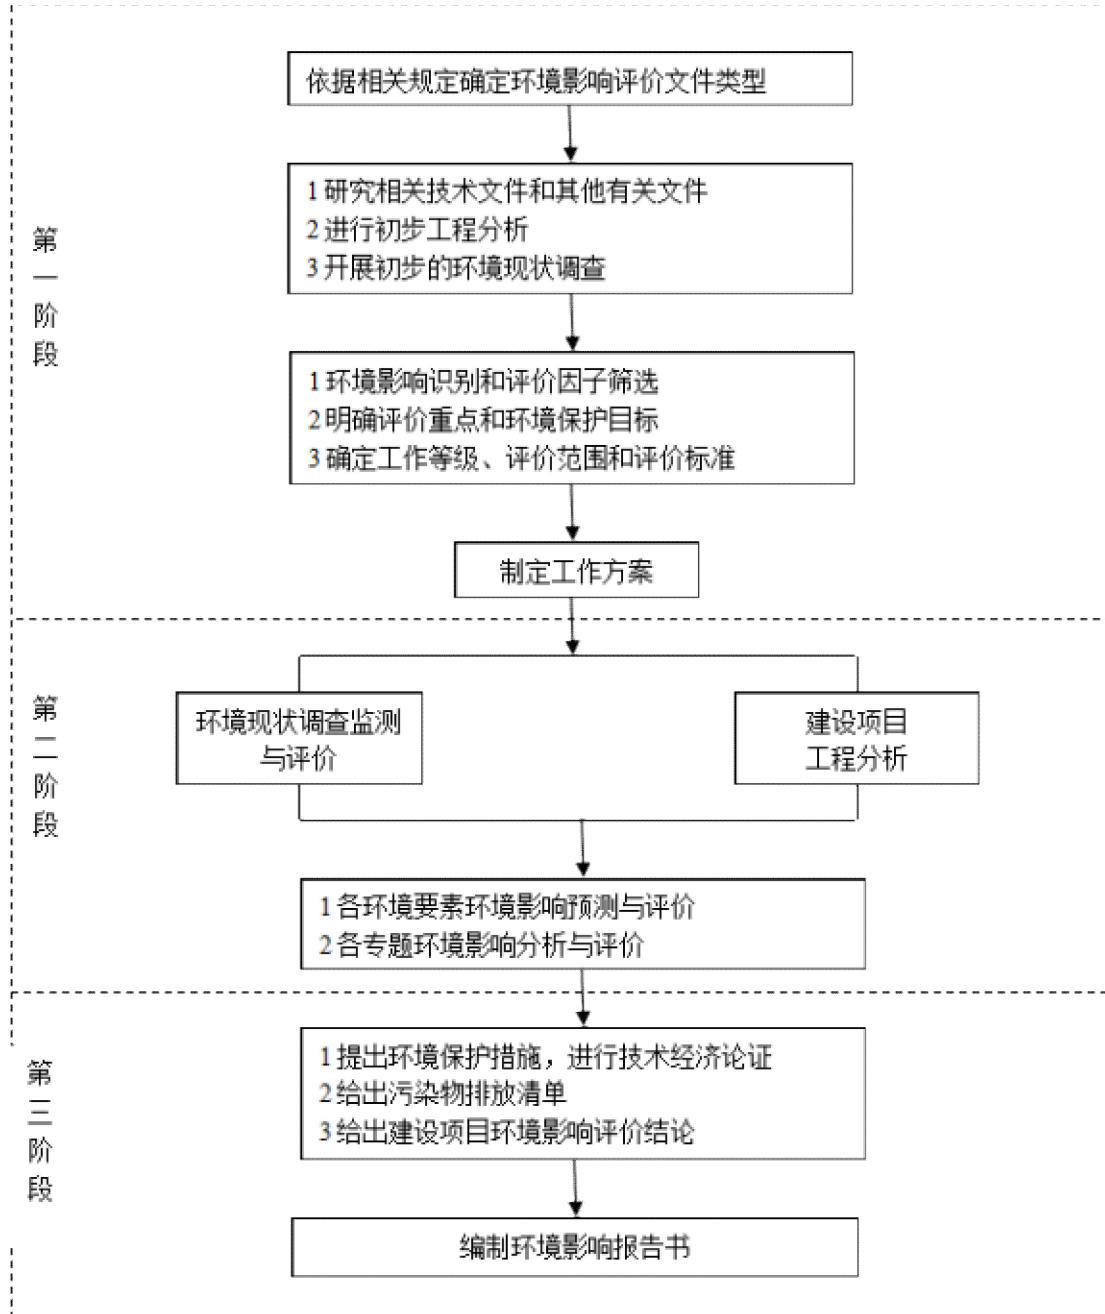 依据相关规定确定环境影响评价文件类型
第一阶段
1 研究相关技术文件和其他有关文件
2 进行初步工程分析
3 开展初步的环境现状调查
1 环境影响识别和评价因子筛选
2 明确评价重点和环境保护目标
3 确定工作等级、评价范围和评价标准
制定工作方案
第二阶段
环境现状调查监测
与评价
建设项目
工程分析
1 各环境要素环境影响预测与评价
2 各专题环境影响分析与评价
第三阶段
1 提出环境保护措施，进行技术经济论证
2 给出污染物排放清单
3 给出建设项目环境影响评价结论
编制环境影响报告书